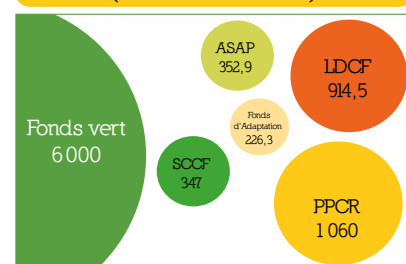 ASAP
352,9
LDCF
914,5
Fonds
d'Adaptation
226,3
Fonds vert
6 000
SCCF
347
PPCR
1 060